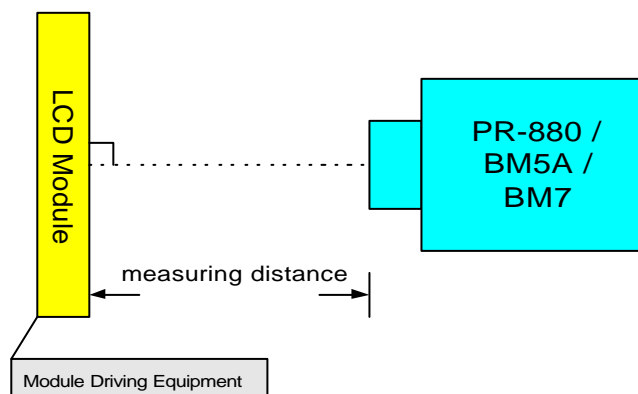 LCD Module
PR-880 /
BM5A /
BM7
measuring distance
Module Driving Equipment